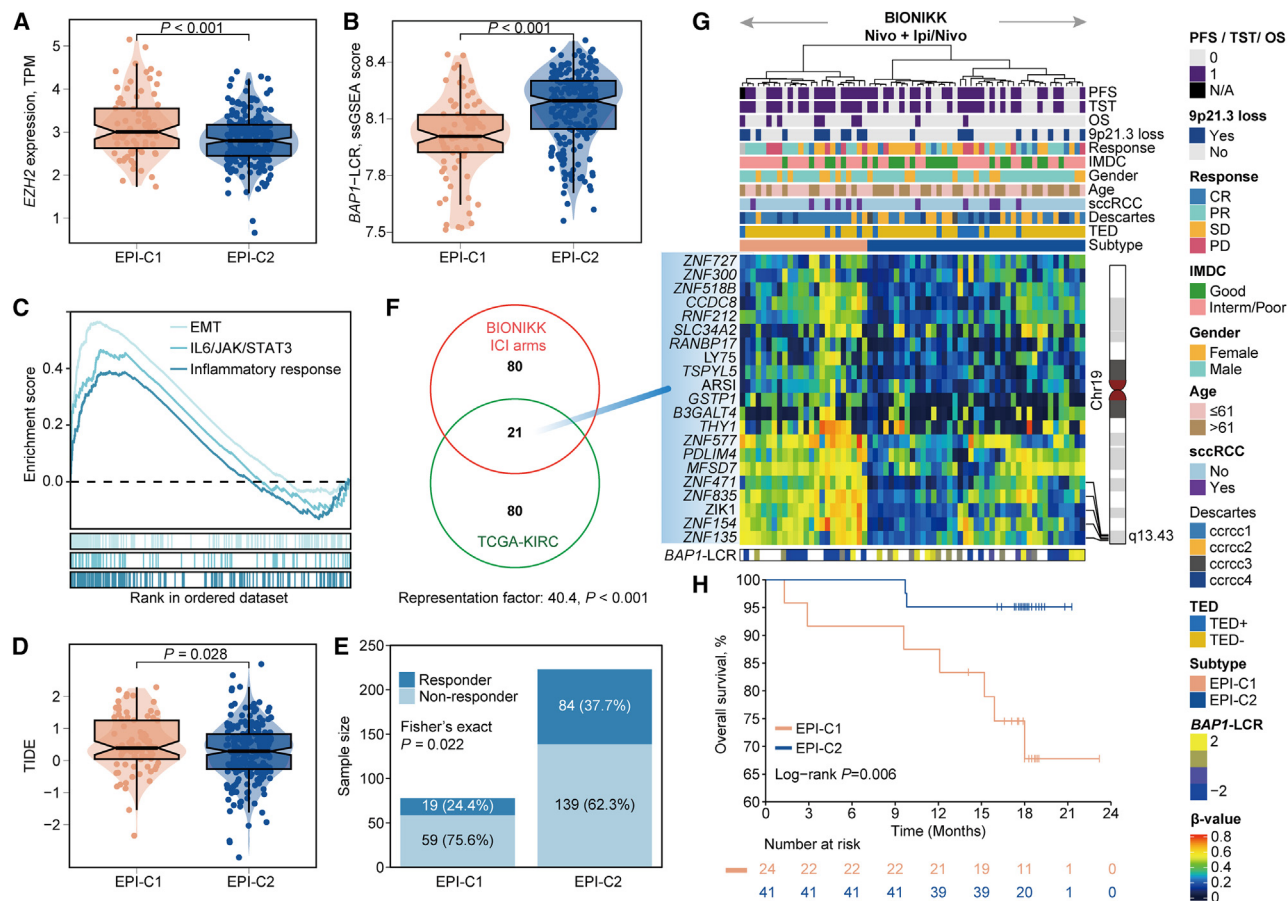 A
P < 0.001
EZH2 expression, TPM
5
4
3
2
1
EPI-C1
EPI-C2
B
P < 0.001
BAP1-LCR, ssGSEA score
8.4
8.1
7.8
7.5
EPI-C1
EPI-C2
C
EMT
IL6/JAK/STAT3
Inflammatory response
Enrichment score
0.4
0.2
0.0
Rank in ordered dataset
D
P = 0.028
TIDE
2
1
0
−1
−2
EPI-C1
EPI-C2
E
Sample size
250
200
150
100
50
0
Responder
Non-responder
Fisher's exact
P = 0.022
84 (37.7%)
139 (62.3%)
19 (24.4%)
59 (75.6%)
EPI-C1
EPI-C2
F
BIONIKK
ICI arms
80
21
80
TCGA-KIRC
Representation factor: 40.4, P < 0.001
G
BIONIKK
Nivo + Ipi/Nivo
PFS
TST
OS
9p21.3 loss
Response
IMDC
Gender
Age
sccRCC
Descartes
TED
Subtype
ZNF727
ZNF300
ZNF518B
CCDC8
RNF212
SLC34A2
RANBP17
LY75
TSPYL5
ARSI
GSTP1
B3GALT4
THY1
ZNF577
PDLIM4
MFSD7
ZNF471
ZNF835
ZIK1
ZNF154
ZNF135
BAP1-LCR
Chr19
q13.43
PFS / TST/ OS
0
1
N/A
9p21.3 loss
Yes
No
Response
CR
PR
SD
PD
IMDC
Good
Interm/Poor
Gender
Female
Male
Age
≤61
>61
sccRCC
No
Yes
Descartes
ccrcc1
ccrcc2
ccrcc3
ccrcc4
TED
TED+
TED-
Subtype
EPI-C1
EPI-C2
BAP1-LCR
2
−2
β-value
0.8
0.6
0.4
0.2
0
H
Overall survival, %
100
95
90
85
80
75
70
65
60
EPI-C1
EPI-C2
Log−rank P=0.006
0 3 6 9 12 15 18 21 24
Time (Months)
Number at risk
24 22 22 22 21 19 11 1 0
41 41 41 41 39 39 20 1 0